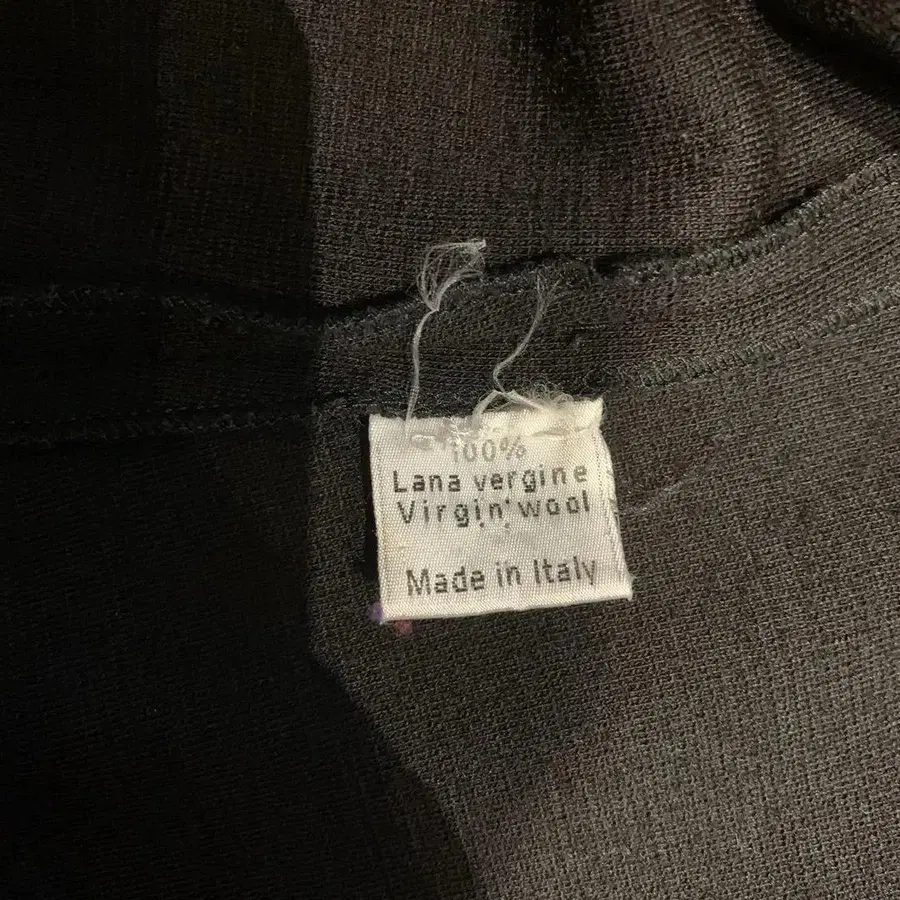 100%
Lana vergine
Virgin wool
Made in Italy